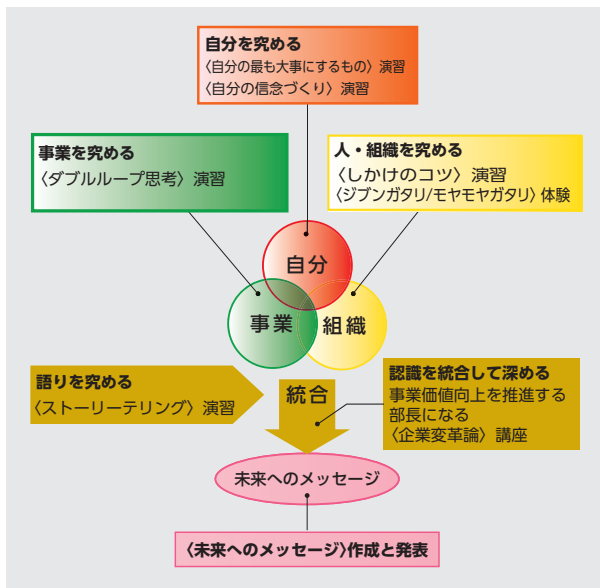 自分を究める
〈自分の最も大事にするもの〉演習
〈自分の信念づくり〉演習
事業を究める
〈ダブルループ思考〉演習
人・組織を究める
〈しかけのコツ〉演習
〈ジブンガタリ/モヤモヤガタリ〉体験
自分
事業
組織
語りを究める
〈ストーリーテリング〉演習
統合
認識を統合して深める
事業価値向上を推進する
部長になる
〈企業変革論〉講座
未来へのメッセージ
〈未来へのメッセージ〉作成と発表